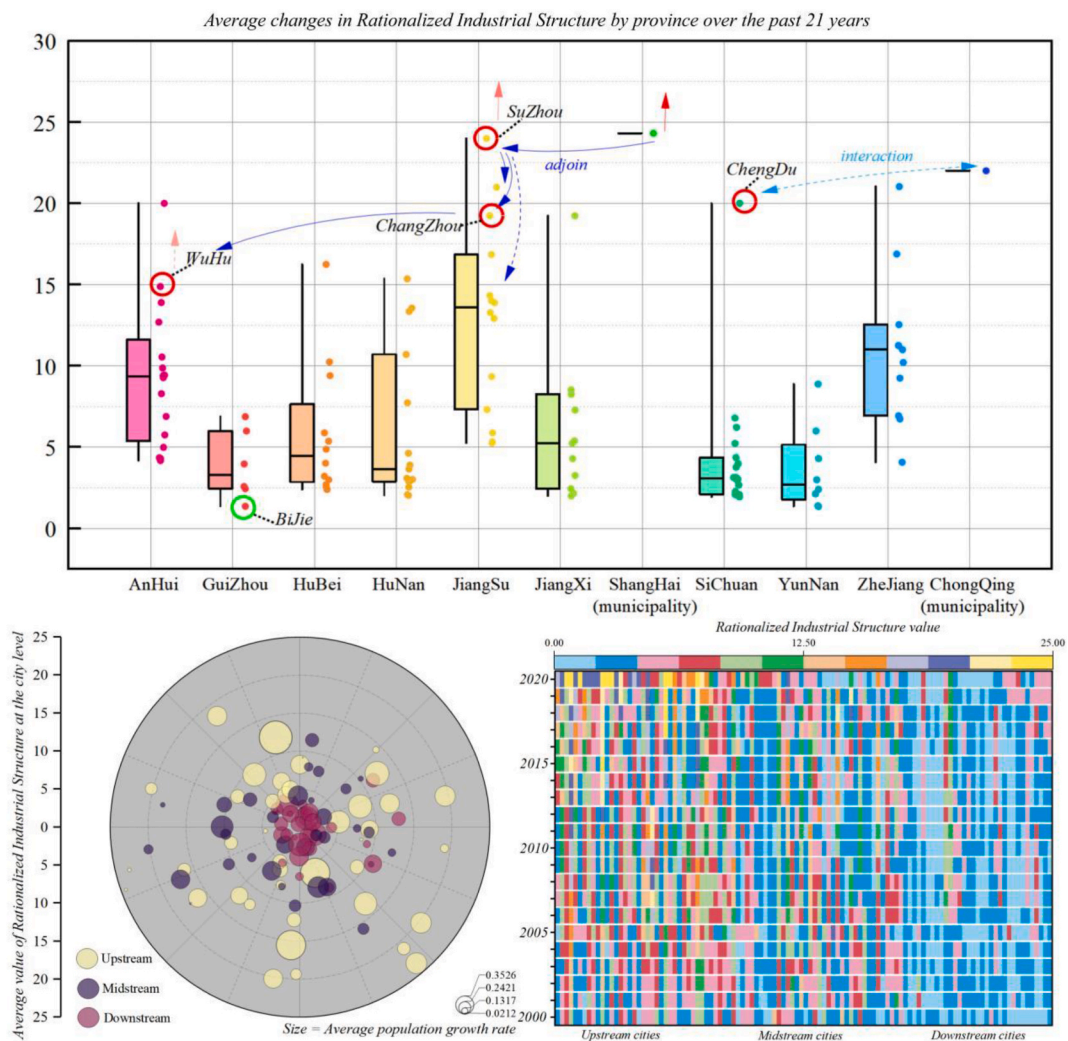 Average changes in Rationalized Industrial Structure by province over the past 21 years
30
25
20
15
10
5
0
SuZhou
adjoin
ChengDu
interaction
ChangZhou
WuHu
BiJie
AnHui
GuiZhou
HuBei
HuNan
JiangSu
JiangXi
ShangHai
(municipality)
SiChuan
YunNan
ZheJiang
ChongQing
(municipality)
Average value of Rationalized Industrial Structure at the city level
25
20
15
10
5
0
5
10
15
20
25
Upstream
Midstream
Downstream
0.3526
0.2421
0.1317
0.0212
Size = Average population growth rate
Rationalized Industrial Structure value
0.00
12.50
25.00
2020
2015
2010
2005
2000
Upstream cities
Midstream cities
Downstream cities